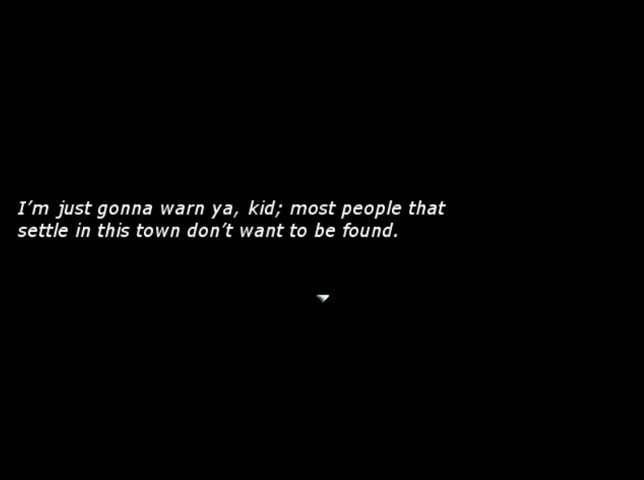 I'm just gonna warn ya, kid; most people that
settle in this town don't want to be found.